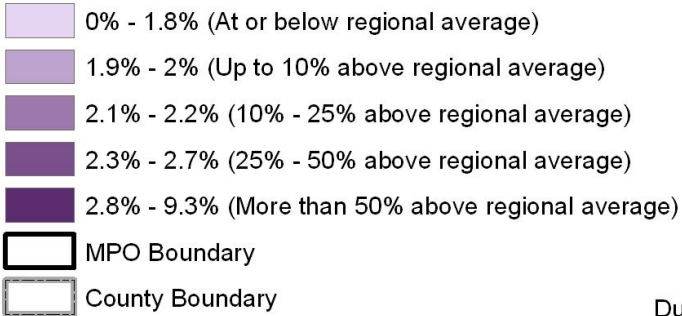 0% - 1.8% (At or below regional average)
1.9% - 2% (Up to 10% above regional average)
2.1% - 2.2% (10% - 25% above regional average)
2.3% - 2.7% (25% - 50% above regional average)
2.8% - 9.3% (More than 50% above regional average)
MPO Boundary
County Boundary
Du